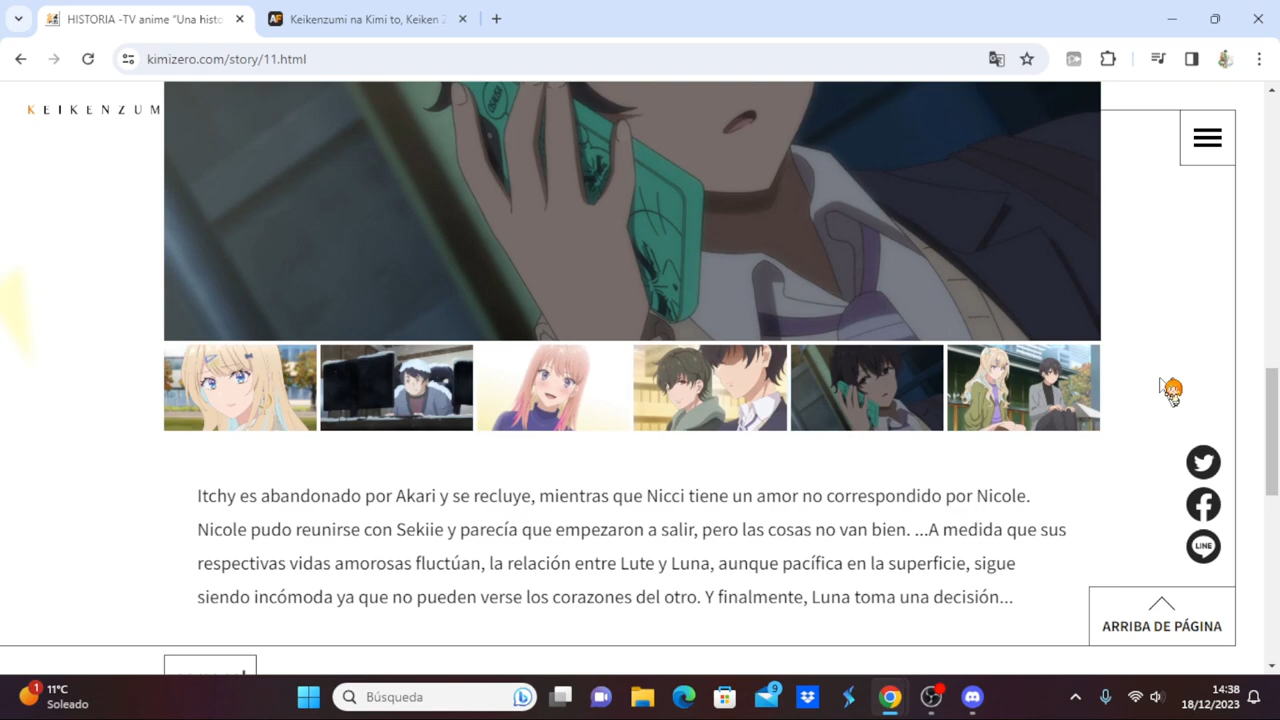 HISTORIA -TV anime “Una histo
Keikenzumi na Kimi to, Keiken Z
kimizero.com/story/11.html
KEIKENZUM
Itchy es abandonado por Akari y se recluye, mientras que Nicci tiene un amor no correspondido por Nicole.
Nicole pudo reunirse con Sekiie y parecía que empezaron a salir, pero las cosas no van bien. ...A medida que sus
respectivas vidas amorosas fluctúan, la relación entre Lute y Luna, aunque pacífica en la superficie, sigue
siendo incómoda ya que no pueden verse los corazones del otro. Y finalmente, Luna toma una decisión...
LINE
ARRIBA DE PÁGINA
1
11°C
Soleado
Búsqueda
9
14:38
18/12/2023